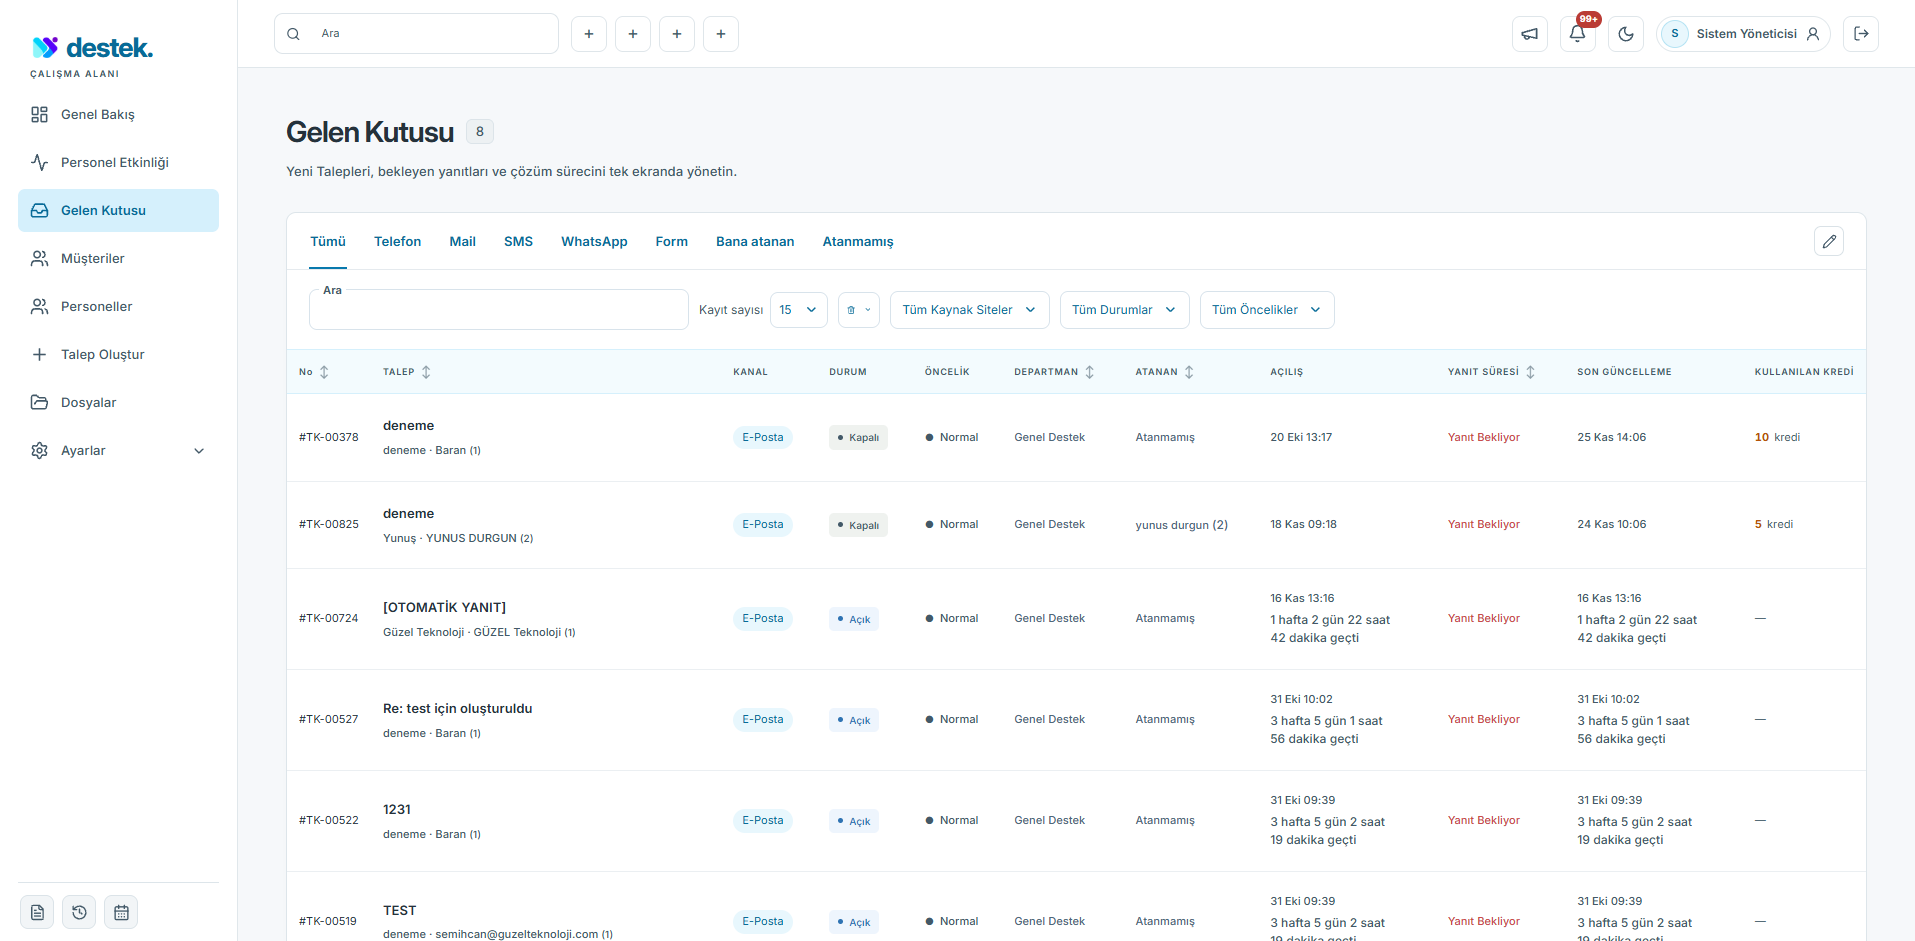 destek.
ÇALIŞMA ALANI
Genel Bakış
Personel Etkinliği
Gelen Kutusu
Müşteriler
Personeller
Talep Oluştur
Dosyalar
Ayarlar
Ara
99+
S Sistem Yöneticisi
Gelen Kutusu 8
Yeni Talepleri, bekleyen yanıtları ve çözüm sürecini tek ekranda yönetin.
Tümü Telefon Mail SMS WhatsApp Form Bana atanan Atanmamış
Ara
Kayıt sayısı 15 Tüm Kaynak Siteler Tüm Durumlar Tüm Öncelikler
No TALEP KANAL DURUM ÖNCELİK DEPARTMAN ATANAN AÇILIŞ YANIT SÜRESİ SON GÜNCELLEME KULLANILAN KREDİ
deneme
#TK-00378 E-Posta Kapalı Normal Genel Destek Atanmamış 20 Eki 13:17 Yanıt Bekliyor 25 Kas 14:06 10 kredi
deneme · Baran (1)
deneme
#TK-00825 E-Posta Kapalı Normal Genel Destek yunus durgun (2) 18 Kas 09:18 Yanıt Bekliyor 24 Kas 10:06 5 kredi
Yunuş · YUNUS DURGUN (2)
[OTOMATİK YANIT] 16 Kas 13:16 16 Kas 13:16
#TK-00724 E-Posta Açık Normal Genel Destek Atanmamış 1 hafta 2 gün 22 saat Yanıt Bekliyor 1 hafta 2 gün 22 saat —
Güzel Teknoloji · GÜZEL Teknoloji (1) 42 dakika geçti 42 dakika geçti
Re: test için oluşturuldu 31 Eki 10:02 31 Eki 10:02
#TK-00527 E-Posta Açık Normal Genel Destek Atanmamış 3 hafta 5 gün 1 saat Yanıt Bekliyor 3 hafta 5 gün 1 saat —
deneme · Baran (1) 56 dakika geçti 56 dakika geçti
1231 31 Eki 09:39 31 Eki 09:39
#TK-00522 E-Posta Açık Normal Genel Destek Atanmamış 3 hafta 5 gün 2 saat Yanıt Bekliyor 3 hafta 5 gün 2 saat —
deneme · Baran (1) 19 dakika geçti 19 dakika geçti
TEST 31 Eki 09:39 31 Eki 09:39
#TK-00519 E-Posta Açık Normal Genel Destek Atanmamış 3 hafta 5 gün 2 saat Yanıt Bekliyor 3 hafta 5 gün 2 saat —
deneme · semihcan@guzelteknoloji.com (1) 19 dakika geçti 19 dakika geçti